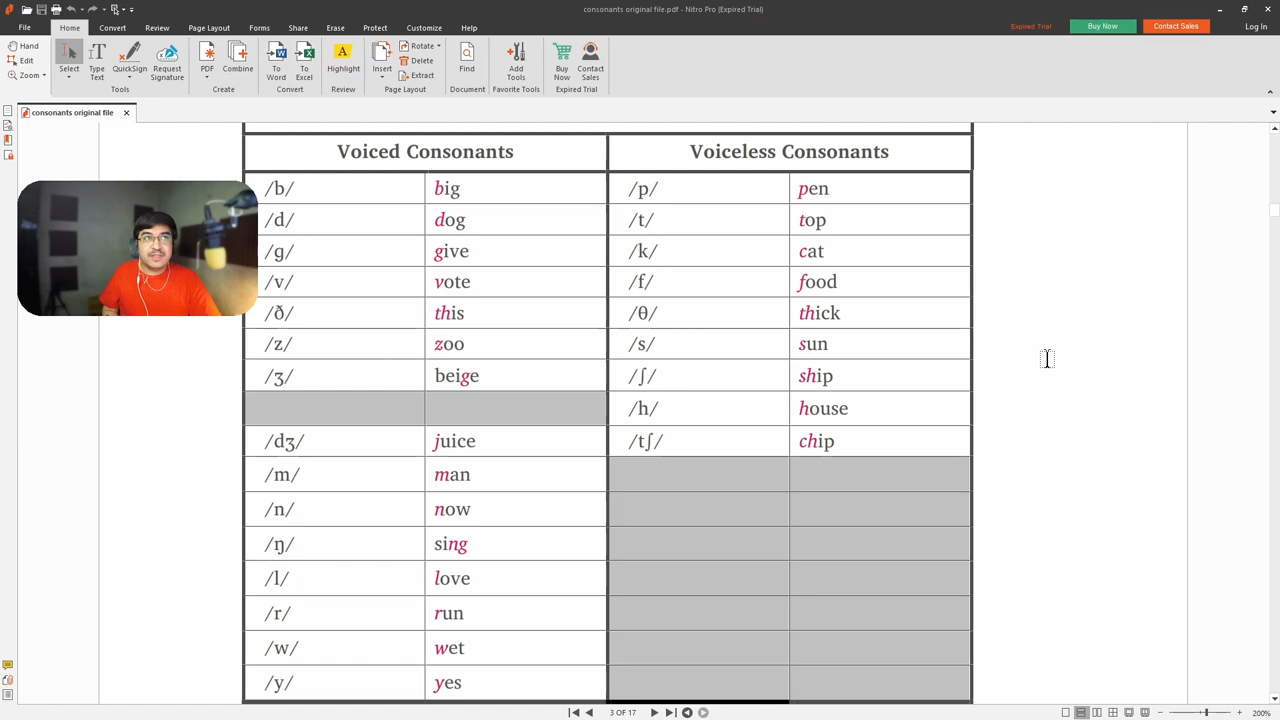 consonants original file.pdf - Nitro Pro (Expired Trial)
File Home Convert Review Page Layout Forms Share Erase Protect Customize Help Expired Trial Buy Now Contact Sales Log In
Hand
Edit
Zoom
Select
Type Text
QuickSign
Request Signature
Tools
PDF
Combine
Create
To Word
To Excel
Convert
Highlight
Review
Insert
Rotate
Delete
Extract
Page Layout
Find
Document
Add Tools
Favorite Tools
Buy Now
Contact Sales
Expired Trial
consonants original file
Voiced Consonants Voiceless Consonants
/b/ big /p/ pen
/d/ dog /t/ top
/ɡ/ give /k/ cat
/v/ vote /f/ food
/ð/ this /θ/ thick
/z/ zoo /s/ sun
/ʒ/ beige /ʃ/ ship
/h/ house
/dʒ/ juice /tʃ/ chip
/m/ man
/n/ now
/ŋ/ sing
/l/ love
/r/ run
/w/ wet
/y/ yes
3 OF 17
200%